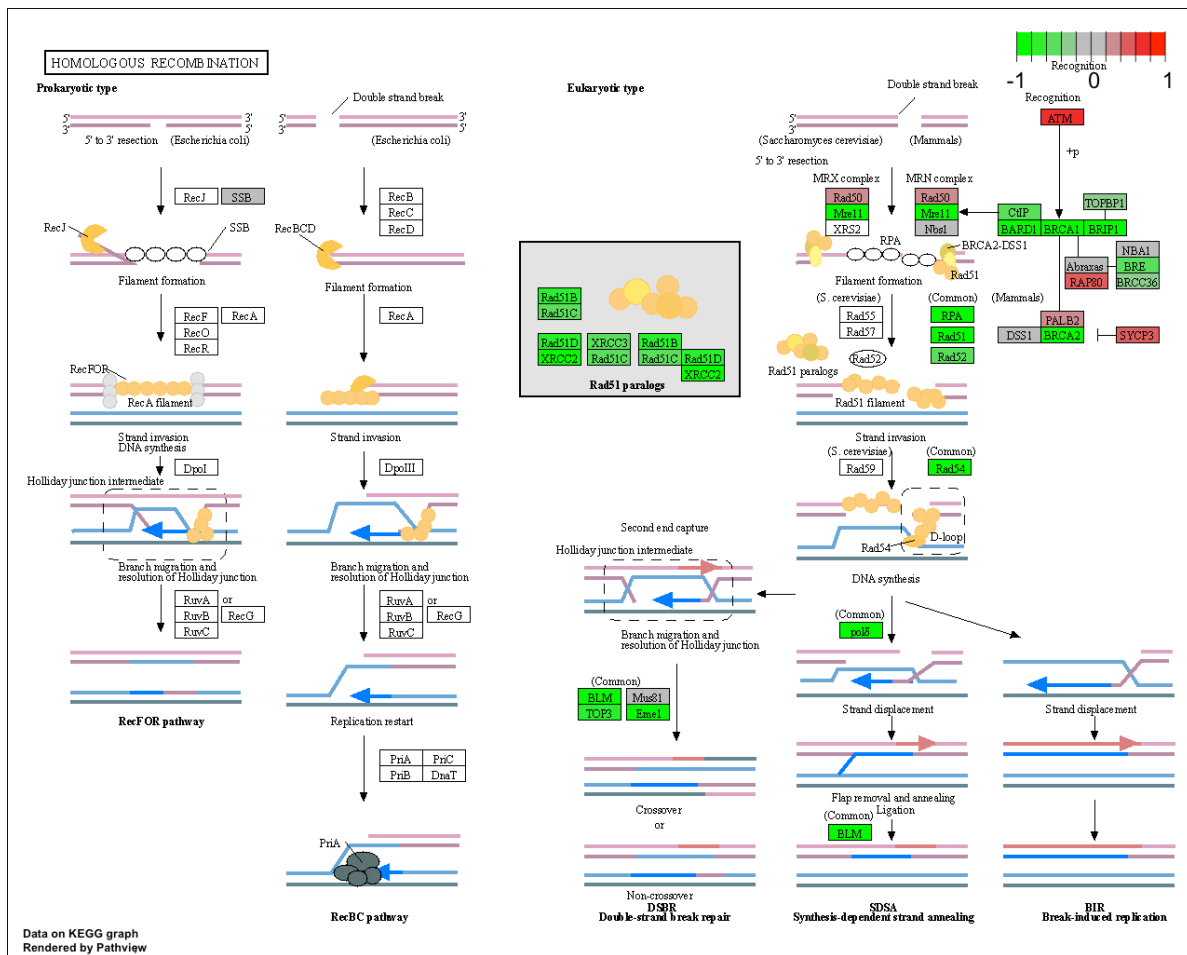 HOMOLOGOUS RECOMBINATION
Prokaryotic type
5' 3'
3' 5'
5' to 3' resection (Escherichia coli)
RecJ SSB
RecJ
SSB
Filament formation
RecF RecA
RecO
RecR
RecFOR
RecA filament
Strand invasion
DNA synthesis
DpoI
Holliday junction intermediate
Branch migration and
resolution of Holliday junction
RuvA or
RuvB RecG
RuvC
RecFOR pathway
Double strand break
5' 3'
3' 5'
(Escherichia coli)
RecB
RecC
RecD
RecBCD
Filament formation
RecA
Strand invasion
DpoIII
Branch migration and
resolution of Holliday junction
RuvA or
RuvB RecG
RuvC
Replication restart
PriA PriC
PriB DnaT
PriA
RecBC pathway
Eukaryotic type
Double strand break
5' 3'
3' 5'
(Saccharomyces cerevisiae) (Mammals)
5' to 3' resection
MRX complex MRN complex
Rad50 Rad50
Mre11 Mre11
XRS2 Nbs1
RPA
BRCA2-DSS1
Rad51
Filament formation
(S. cerevisiae) (Common)
Rad55 RPA
Rad57 Rad51
Rad52 Rad52
Rad51 paralogs
Rad51 filament
Strand invasion
(S. cerevisiae) (Common)
Rad59 Rad54
Rad54
D-loop
DNA synthesis
Recognition
-1 0 1
Recognition
ATM
+p
CtIP TOPBP1
BARD1 BRCA1 BRIP1
Abraxas NBA1
RAP80 BRE
BRCC36
(Mammals)
PALB2
DSS1 BRCA2 SYCP3
Rad51B
Rad51C
Rad51D XRCC3 Rad51B
XRCC2 Rad51C Rad51C Rad51D
XRCC2
Rad51 paralogs
Second end capture
Holliday junction intermediate
Branch migration and
resolution of Holliday junction
(Common)
BLM Mus81
TOP3 Eme1
Crossover
or
Non-crossover
DSBR
Double-strand break repair
(Common)
polδ
Strand displacement
Flap removal and annealing
Ligation
(Common)
BLM
SDSA
Synthesis-dependent strand annealing
Strand displacement
BIR
Break-induced replication
Data on KEGG graph
Rendered by Pathview